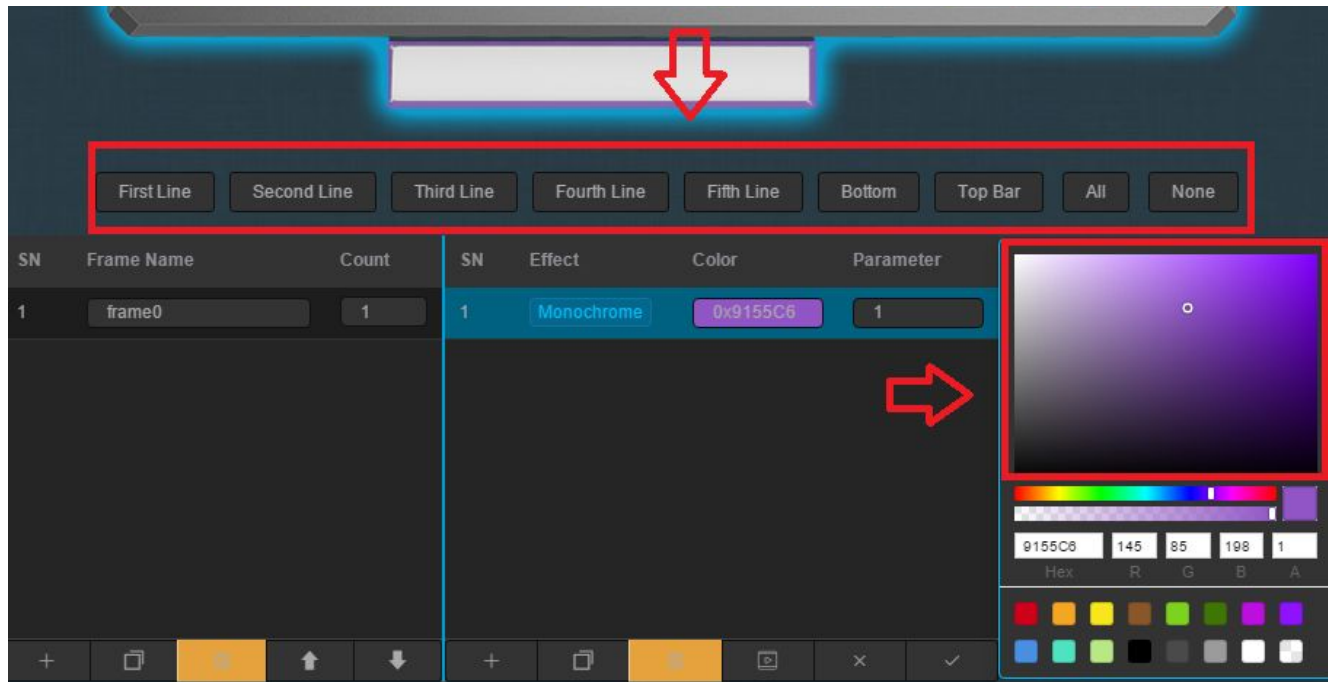 First Line Second Line Third Line Fourth Line Fifth Line Bottom Top Bar All None
SN Frame Name Count SN Effect Color Parameter
1 frame0 1 1 Monochrome 0x9155C6 1
9155C6 145 85 198 1
Hex R G B A